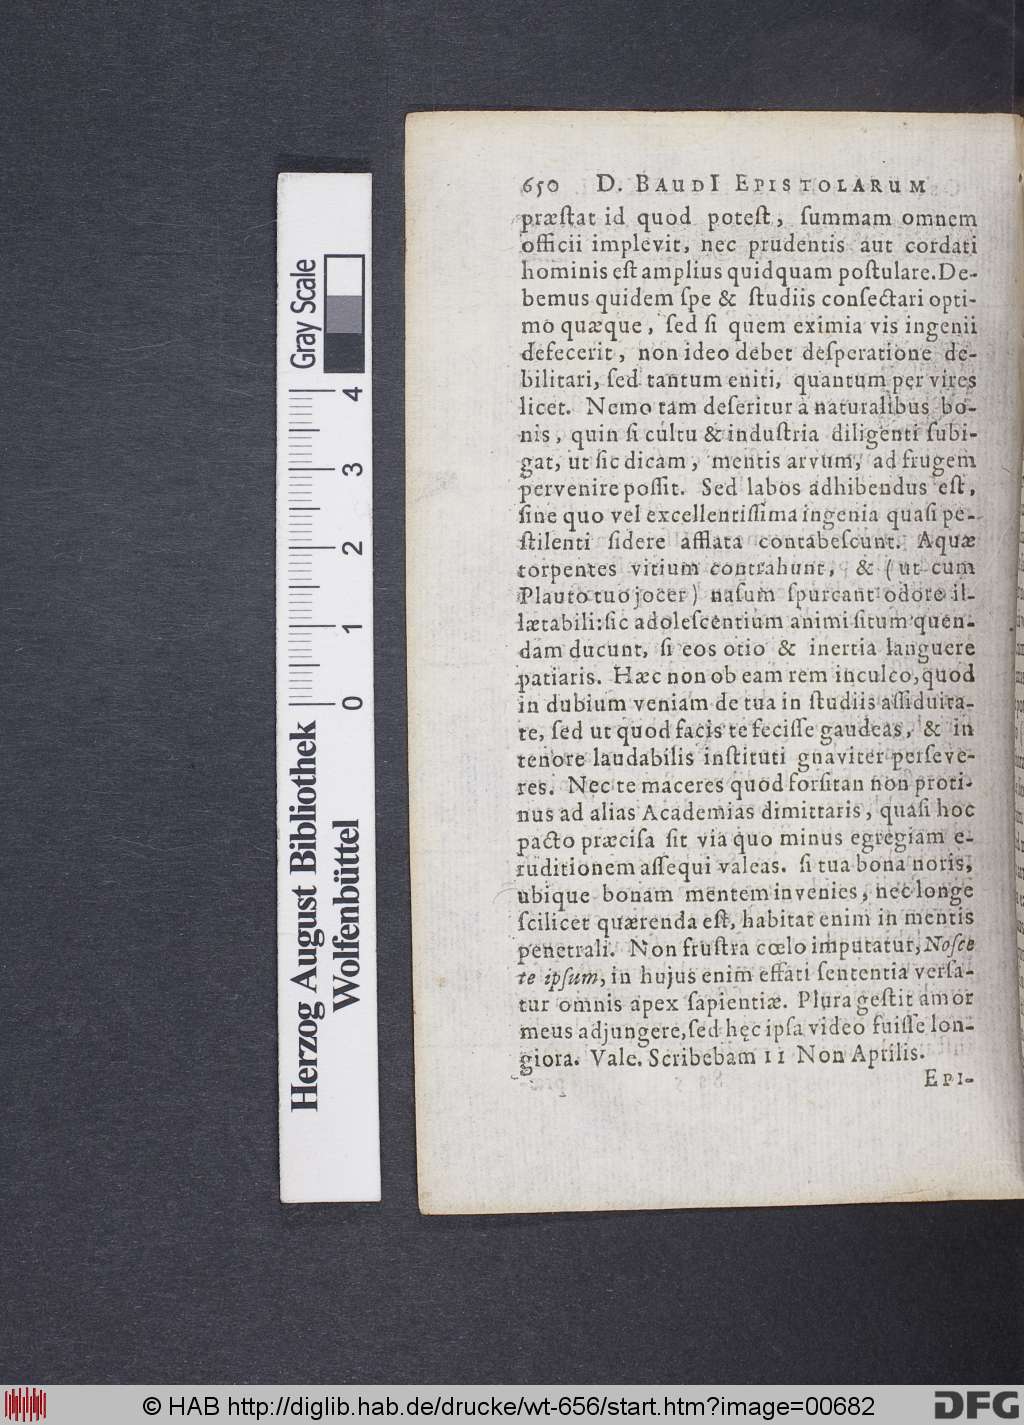 650 D. BAUDI EPISTOLARUM
præſtat id quod poteſt, ſummam omnem
officii implevit, nec prudentis aut cordati
hominis eſt amplius quidquam poſtulare. De-
bemus quidem ſpe & ſtudiis conſectari opti-
mo quæque, ſed ſi quem eximia vis ingenii
defecerit, non ideo debet deſperatione de-
bilitari, ſed tantum eniti, quantum per vires
licet. Nemo tam deſeritur à naturalibus bo-
nis, quin ſi cultu & induſtria diligenti ſubi-
gat, ut ſic dicam, mentis arvum, ad frugem
pervenire poſſit. Sed labos adhibendus eſt,
ſine quo vel excellentiſſima ingenia quaſi pe-
ſtilenti ſidere afflata contabeſcunt. Aquæ
torpentes vitium contrahunt, & (ut cum
Plauto tuo jocer) naſum ſpurcant odore il-
lætabili: ſic adoleſcentium animi ſitum quen-
dam ducunt, ſi eos otio & inertia languere
patiaris. Hæc non ob eam rem inculco, quod
in dubium veniam de tua in ſtudiis aſſiduita-
te, ſed ut quod facis te feciſſe gaudeas, & in
tenore laudabilis inſtituti gnaviter perſeve-
res. Nec te maceres quod forſitan non proti-
nus ad alias Academias dimittaris, quaſi hoc
pacto præciſa ſit via quo minus egregiam e-
ruditionem aſſequi valeas. ſi tua bona noris,
ubique bonam mentem invenies, nec longe
ſcilicet quærenda eſt, habitat enim in mentis
penetrali. Non fruſtra cœlo imputatur, Noſce
te ipſum, in hujus enim effati ſententia verſa-
tur omnis apex ſapientiæ. Plura geſtit amor
meus adjungere, ſed hęc ipſa video fuiſſe lon-
giora. Vale. Scribebam 11 Non Aprilis.
EPI-
Gray Scale
4
3
2
1
0
Herzog August Bibliothek
Wolfenbüttel
© HAB http://diglib.hab.de/drucke/wt-656/start.htm?image=00682
DFG